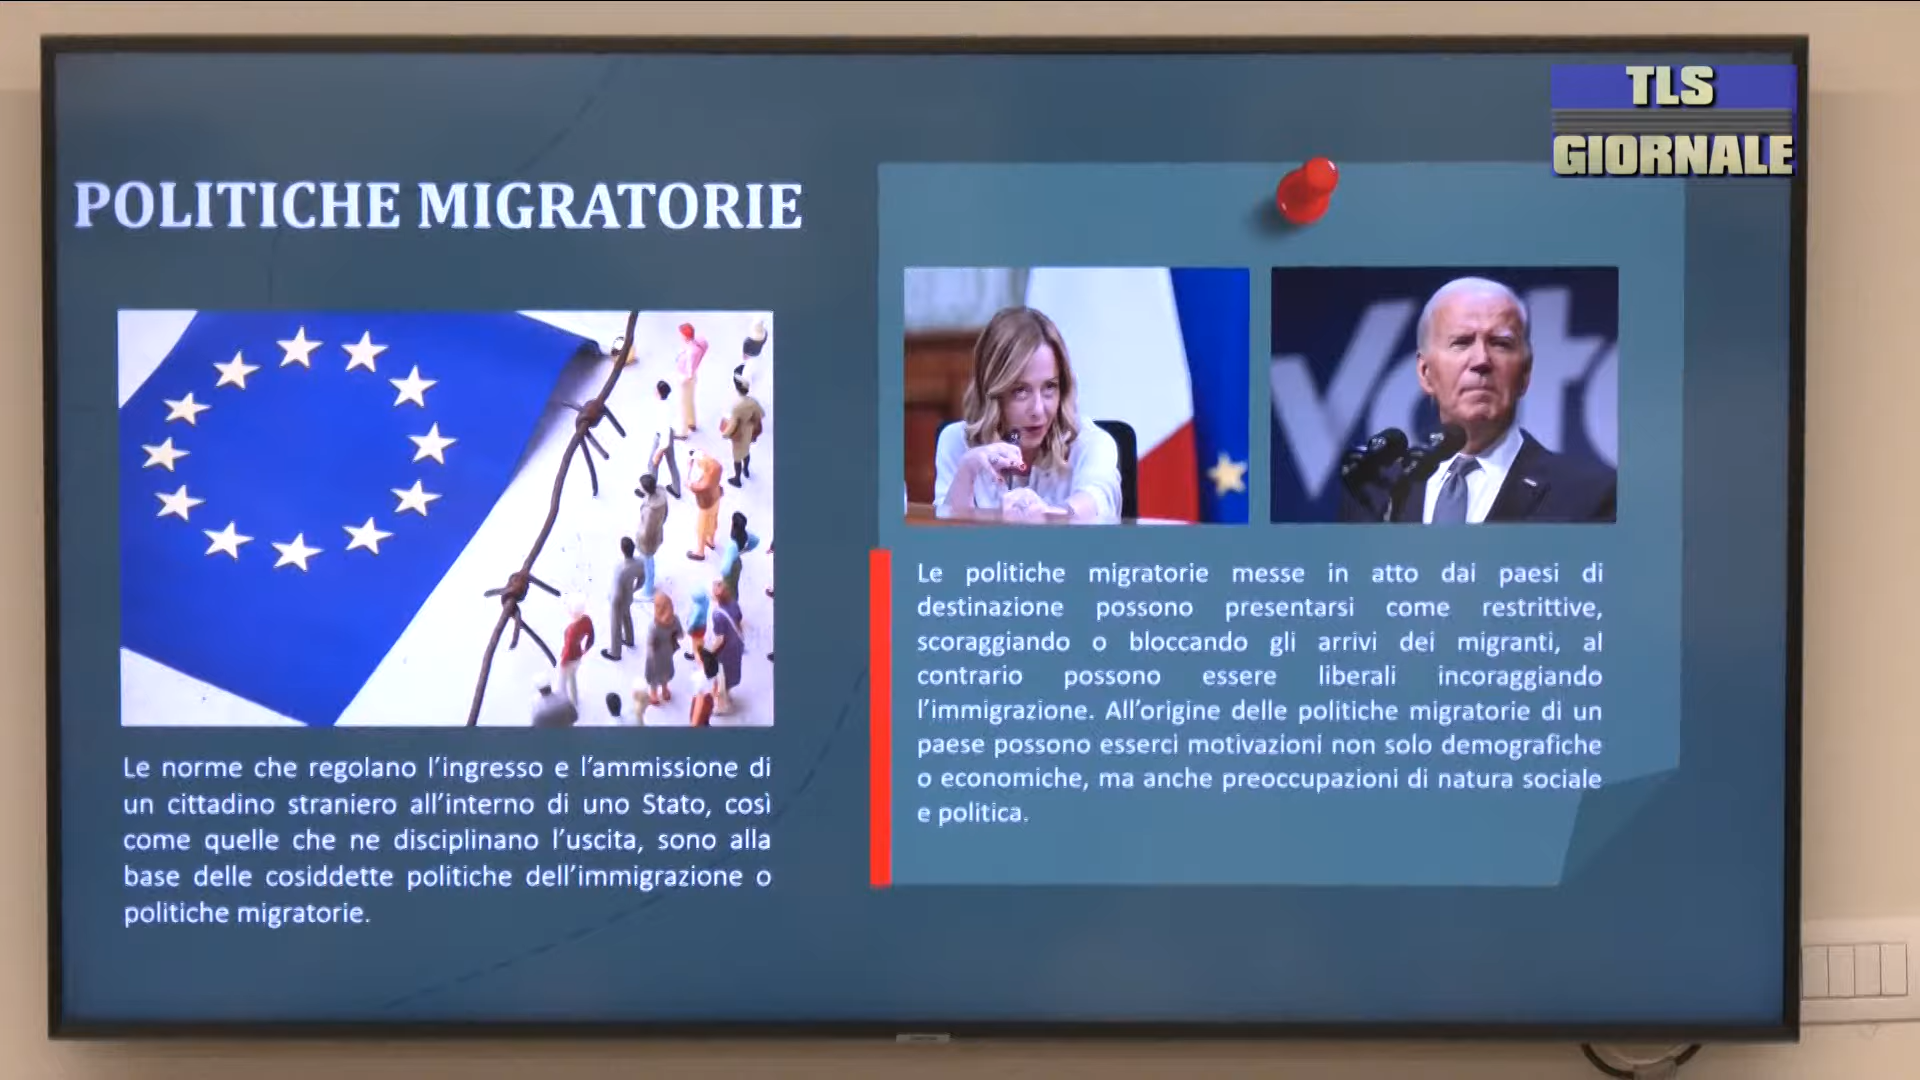 TLS
GIORNALE
POLITICHE MIGRATORIE
Le norme che regolano l'ingresso e l'ammissione di
un cittadino straniero all'interno di uno Stato, così
come quelle che ne disciplinano l'uscita, sono alla
base delle cosiddette politiche dell'immigrazione o
politiche migratorie.
Le politiche migratorie messe in atto dai paesi di
destinazione possono presentarsi come restrittive,
scoraggiando o bloccando gli arrivi dei migranti, al
contrario possono essere liberali incoraggiando
l'immigrazione. All'origine delle politiche migratorie di un
paese possono esserci motivazioni non solo demografiche
o economiche, ma anche preoccupazioni di natura sociale
e politica.